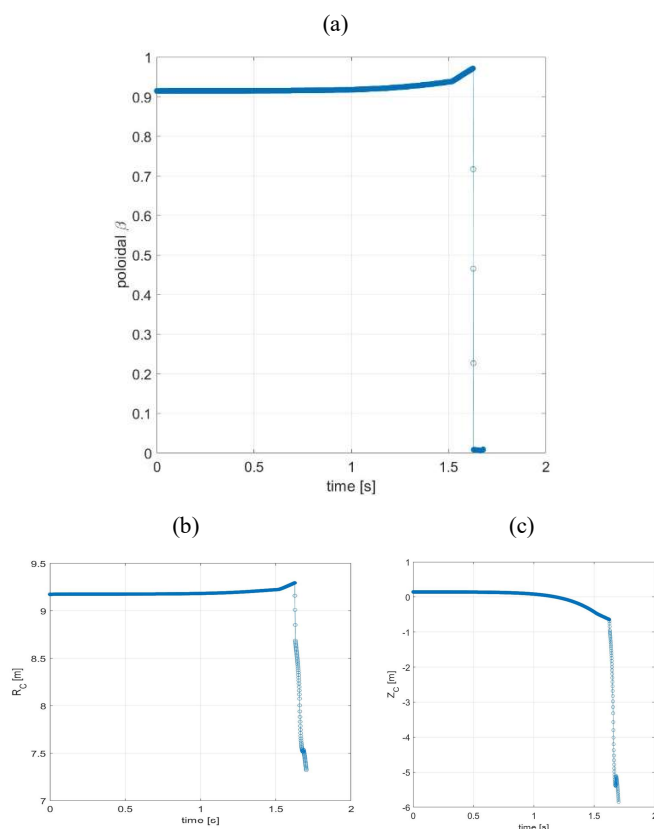 (a)
1
0.9
0.8
0.7
0.6
0.5
0.4
0.3
0.2
0.1
0
poloidal β
0 0.5 1 1.5 2
time [s]
(b)
(c)
9.5
9
8.5
8
7.5
7
R_C [m]
0 0.5 1 1.5 2
time [s]
1
0
-1
-2
-3
-4
-5
-6
Z_C [m]
0 0.5 1 1.5 2
time [s]